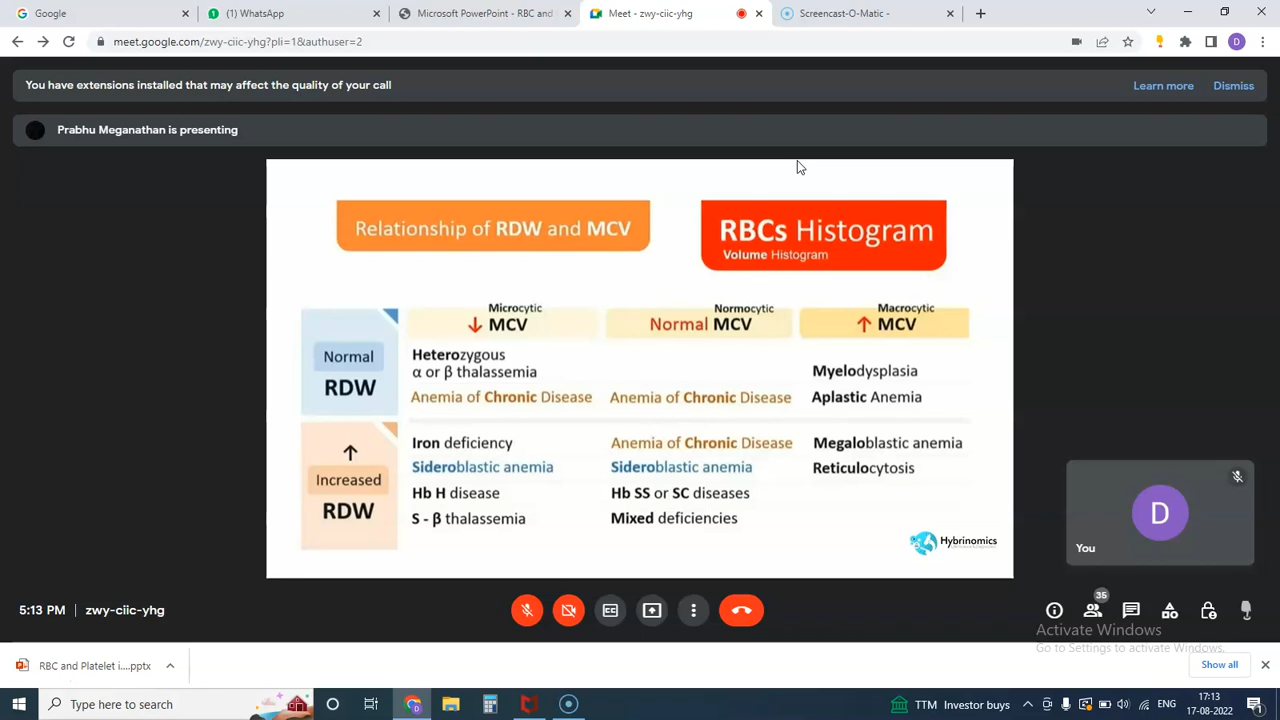 Google
(1) WhatsApp
Microsoft PowerPoint - RBC and
Meet - zwy-ciic-yhg
Screencast-O-Matic -
meet.google.com/zwy-ciic-yhg?pli=1&authuser=2
D
You have extensions installed that may affect the quality of your call
Learn more
Dismiss
Prabhu Meganathan is presenting
Relationship of RDW and MCV
RBCs Histogram
Volume Histogram
Microcytic
↓ MCV
Normocytic
Normal MCV
Macrocytic
↑ MCV
Normal
RDW
Heterozygous
α or β thalassemia
Anemia of Chronic Disease
Anemia of Chronic Disease
Myelodysplasia
Aplastic Anemia
↑
Increased
RDW
Iron deficiency
Sideroblastic anemia
Hb H disease
S - β thalassemia
Anemia of Chronic Disease
Sideroblastic anemia
Hb SS or SC diseases
Mixed deficiencies
Megaloblastic anemia
Reticulocytosis
Hybrinomics
D
You
5:13 PM | zwy-ciic-yhg
35
Activate Windows
Go to Settings to activate Windows.
RBC and Platelet i....pptx
Show all
Type here to search
TTM Investor buys
ENG
17:13
17-08-2022